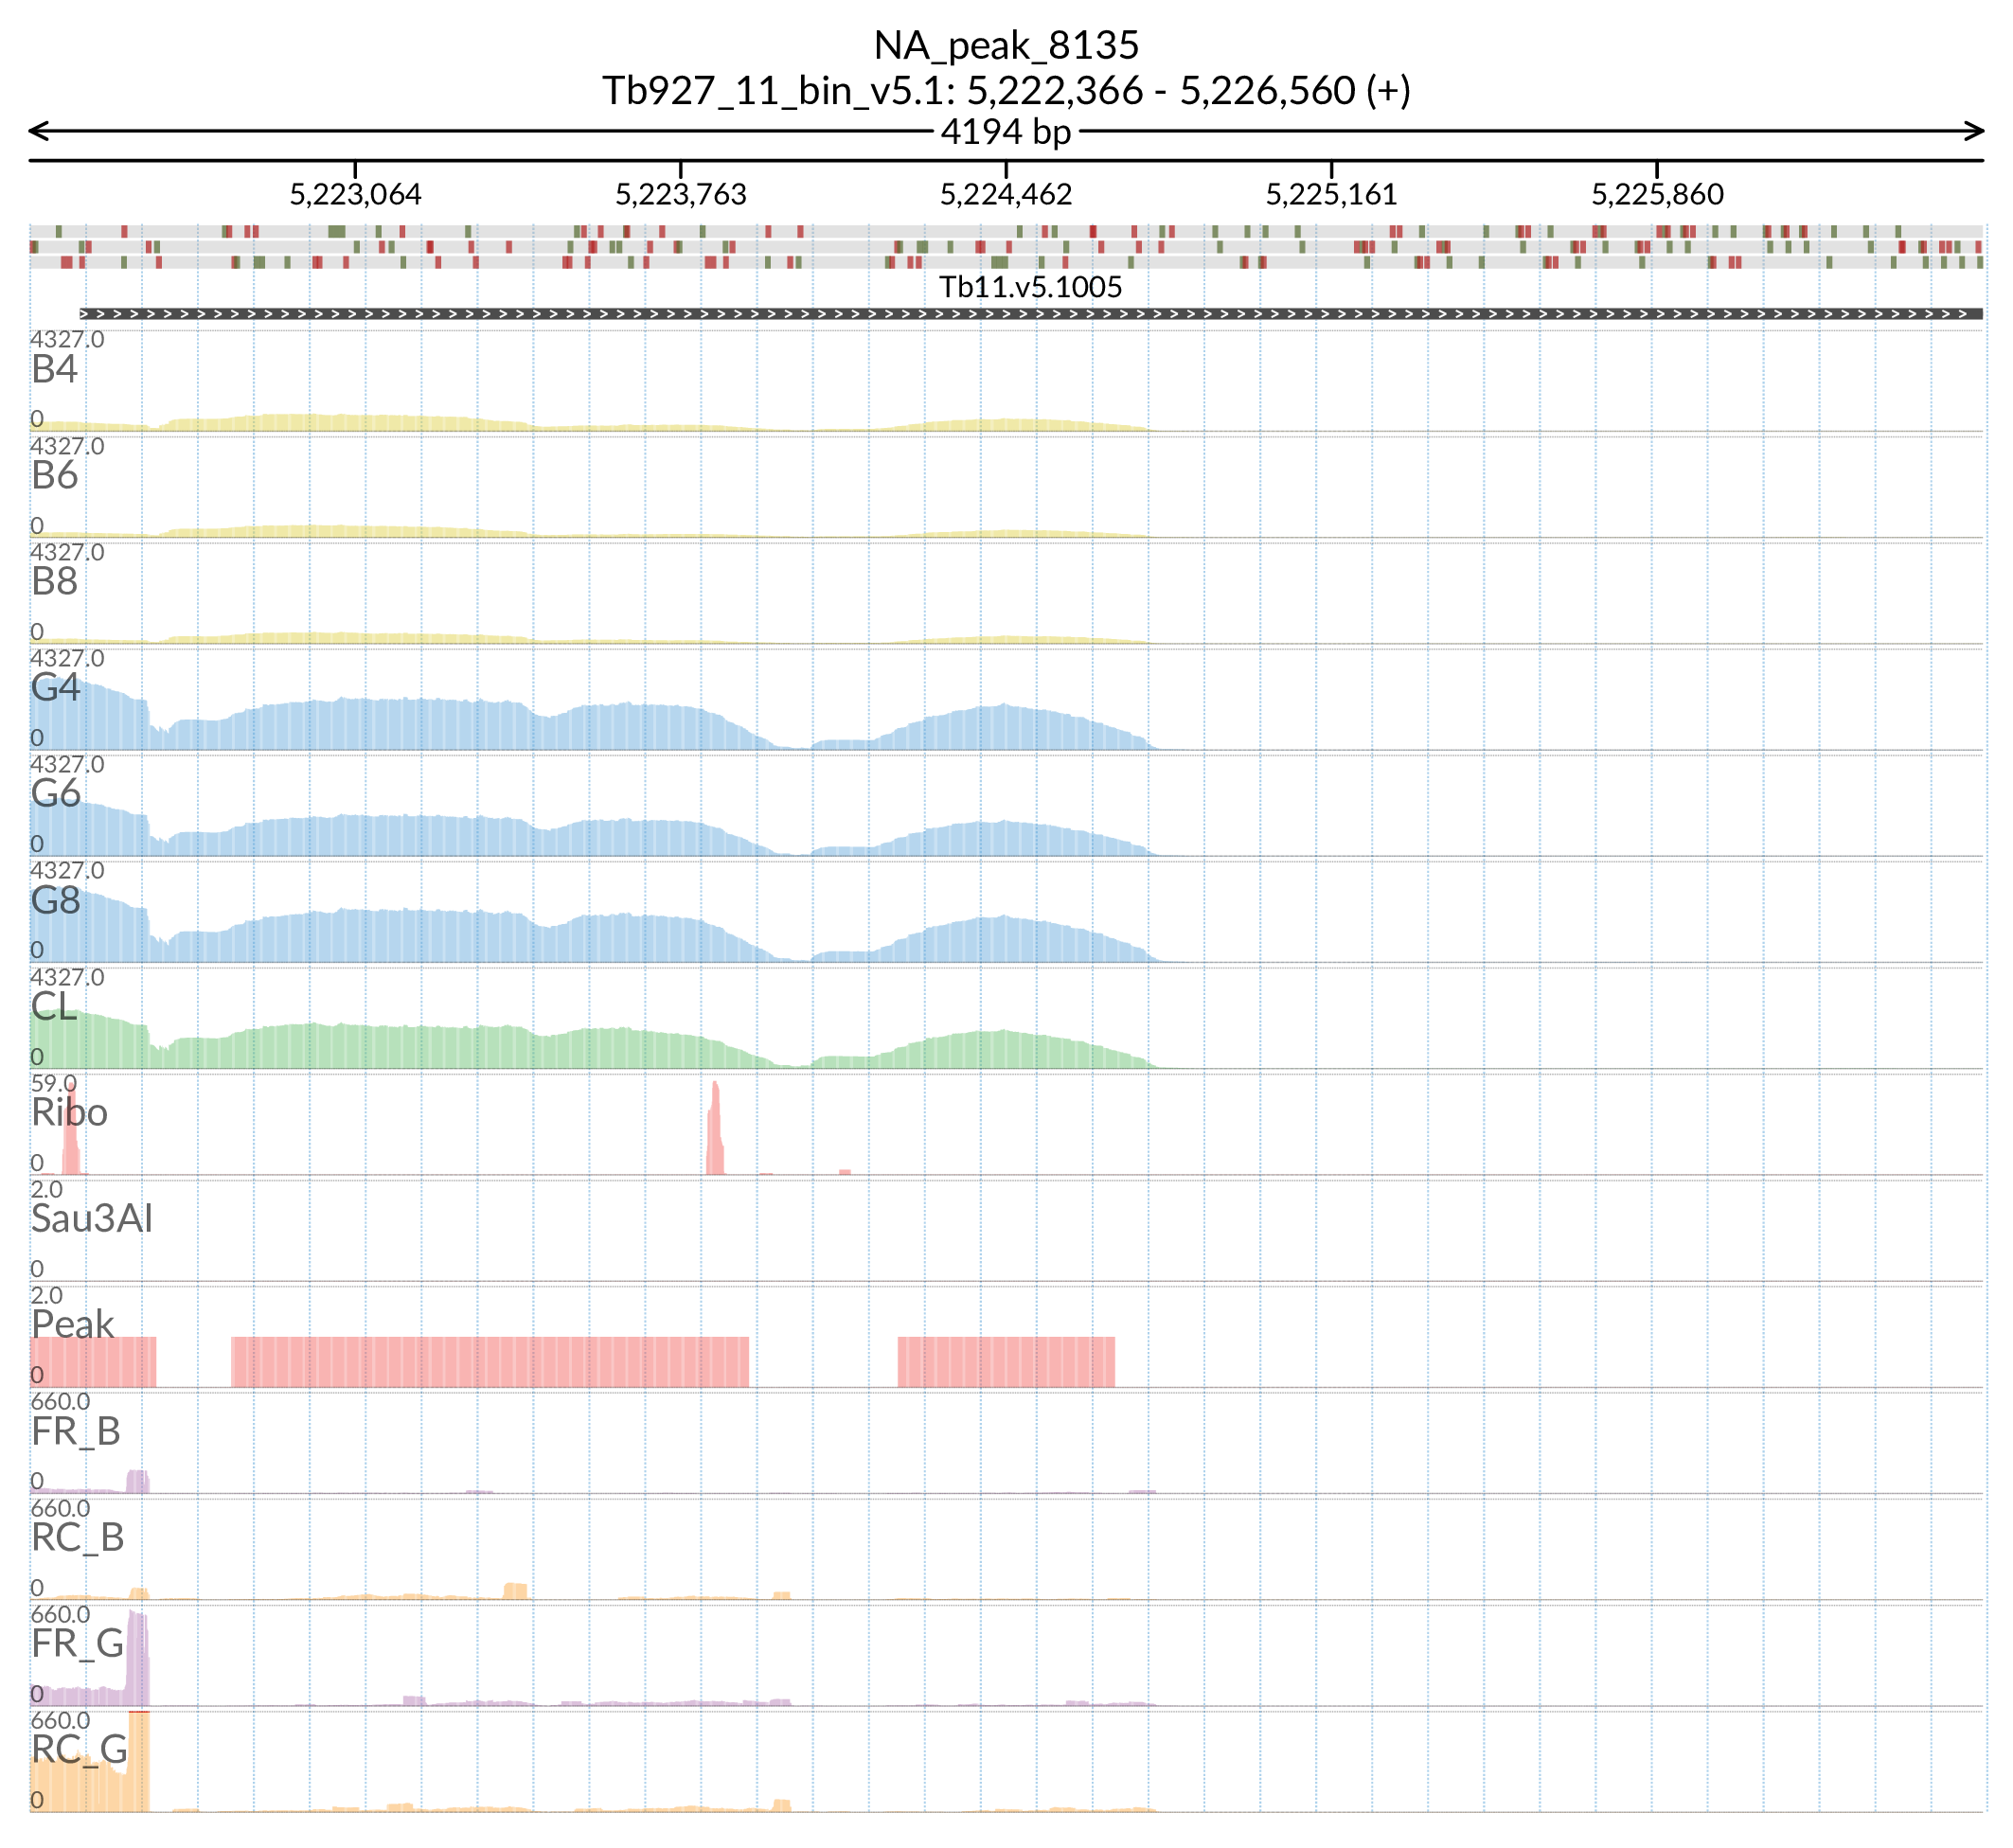 NA_peak_8135
Tb927_11_bin_v5.1: 5,222,366 - 5,226,560 (+)
4194 bp
5,223,064 5,223,763 5,224,462 5,225,161 5,225,860
Tb11.v5.1005
4327.0
B4
0
4327.0
B6
0
4327.0
B8
0
4327.0
G4
0
4327.0
G6
0
4327.0
G8
0
4327.0
CL
0
59.0
Ribo
0
2.0
Sau3AI
0
2.0
Peak
0
660.0
FR_B
0
660.0
RC_B
0
660.0
FR_G
0
660.0
RC_G
0